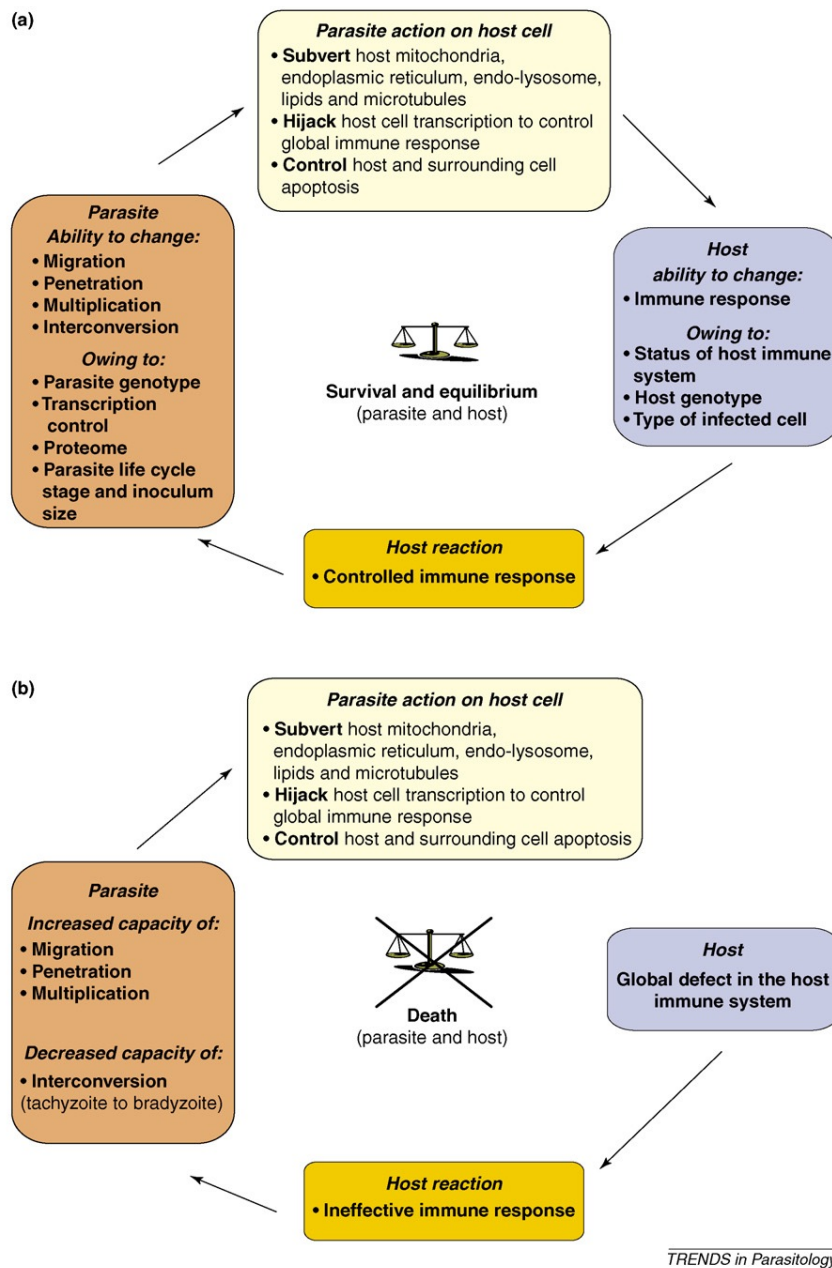 (a)
Parasite action on host cell
• Subvert host mitochondria,
endoplasmic reticulum, endo-lysosome,
lipids and microtubules
• Hijack host cell transcription to control
global immune response
• Control host and surrounding cell
apoptosis
Parasite
Ability to change:
• Migration
• Penetration
• Multiplication
• Interconversion
Owing to:
• Parasite genotype
• Transcription
control
• Proteome
• Parasite life cycle
stage and inoculum
size
Host
ability to change:
• Immune response
Owing to:
• Status of host immune
system
• Host genotype
• Type of infected cell
Survival and equilibrium
(parasite and host)
Host reaction
• Controlled immune response
(b)
Parasite action on host cell
• Subvert host mitochondria,
endoplasmic reticulum, endo-lysosome,
lipids and microtubules
• Hijack host cell transcription to control
global immune response
• Control host and surrounding cell apoptosis
Parasite
Increased capacity of:
• Migration
• Penetration
• Multiplication
Decreased capacity of:
• Interconversion
(tachyzoite to bradyzoite)
Death
(parasite and host)
Host
Global defect in the host
immune system
Host reaction
• Ineffective immune response
TRENDS in Parasitology